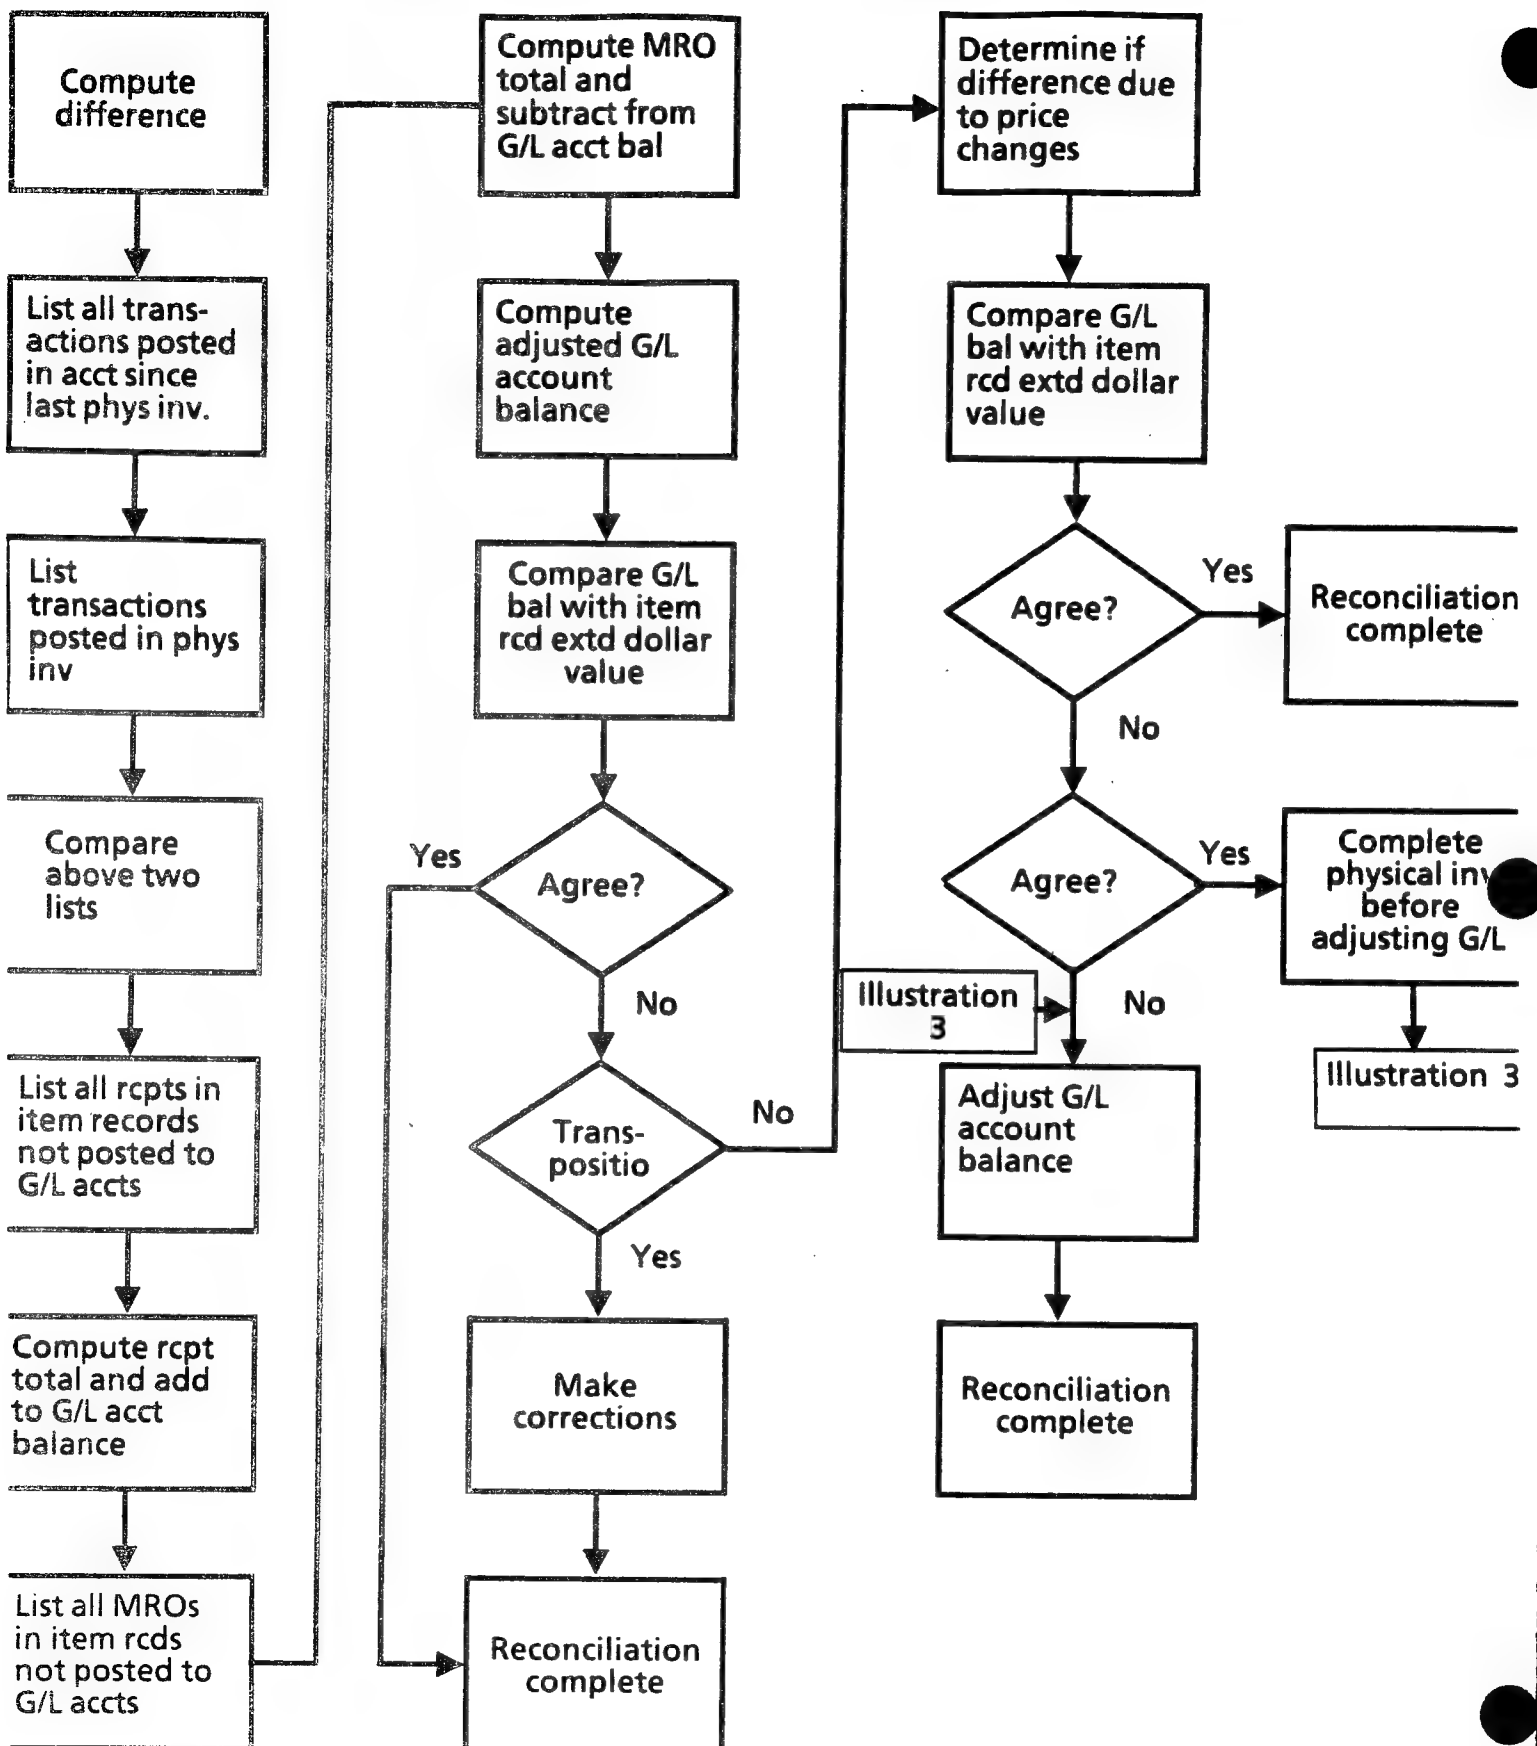 Compute
difference
List all trans-
actions posted
in acct since
last phys inv.
List
transactions
posted in phys
inv
Compare
above two
lists
List all rcpts in
item records
not posted to
G/L accts
Compute rcpt
total and add
to G/L acct
balance
List all MROs
in item rcds
not posted to
G/L accts
Compute MRO
total and
subtract from
G/L acct bal
Compute
adjusted G/L
account
balance
Compare G/L
bal with item
rcd extd dollar
value
Yes
Agree?
No
Trans-
positio
No
Yes
Make
corrections
Reconciliation
complete
Determine if
difference due
to price
changes
Compare G/L
bal with item
rcd extd dollar
value
Agree?
Yes
Reconciliation
complete
No
Agree?
Yes
Complete
physical inv
before
adjusting G/L
Illustration 3
Illustration
3
No
Adjust G/L
account
balance
Reconciliation
complete